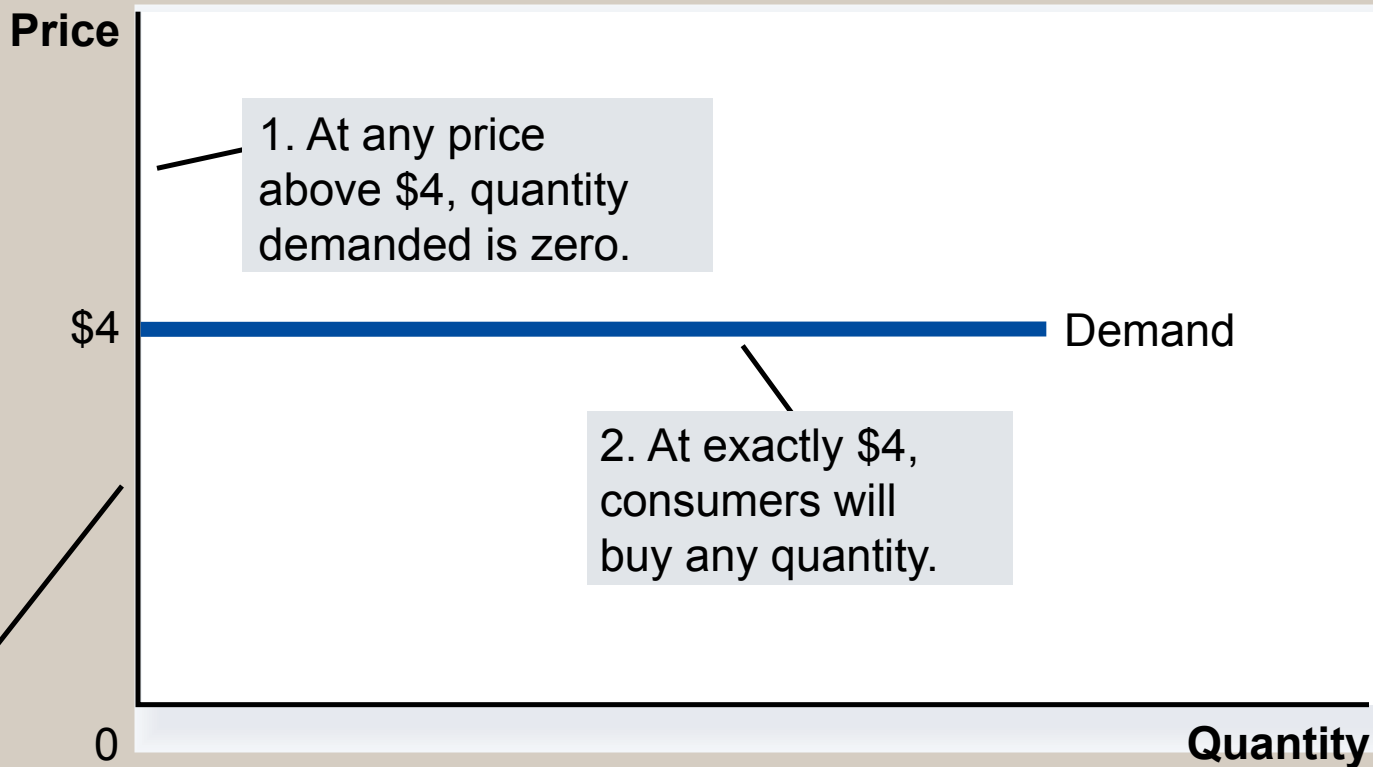 Price
1. At any price
above $4, quantity
demanded is zero.
$4
Demand
2. At exactly $4,
consumers will
buy any quantity.
0
Quantity